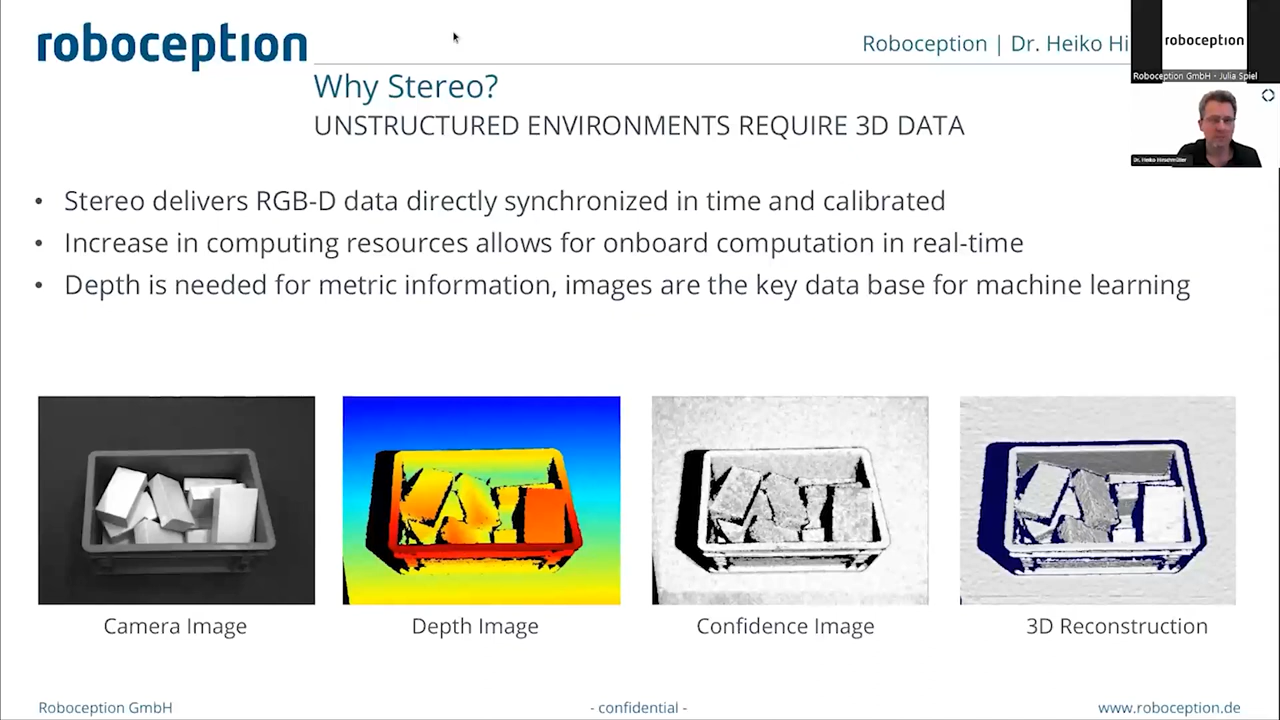 roboception
Roboception | Dr. Heiko Hi
roboception
Roboception GmbH - Julia Spiel
Why Stereo?
UNSTRUCTURED ENVIRONMENTS REQUIRE 3D DATA
Dr. Heiko Hirschmüller
• Stereo delivers RGB-D data directly synchronized in time and calibrated
• Increase in computing resources allows for onboard computation in real-time
• Depth is needed for metric information, images are the key data base for machine learning
Camera Image
Depth Image
Confidence Image
3D Reconstruction
Roboception GmbH
- confidential -
www.roboception.de